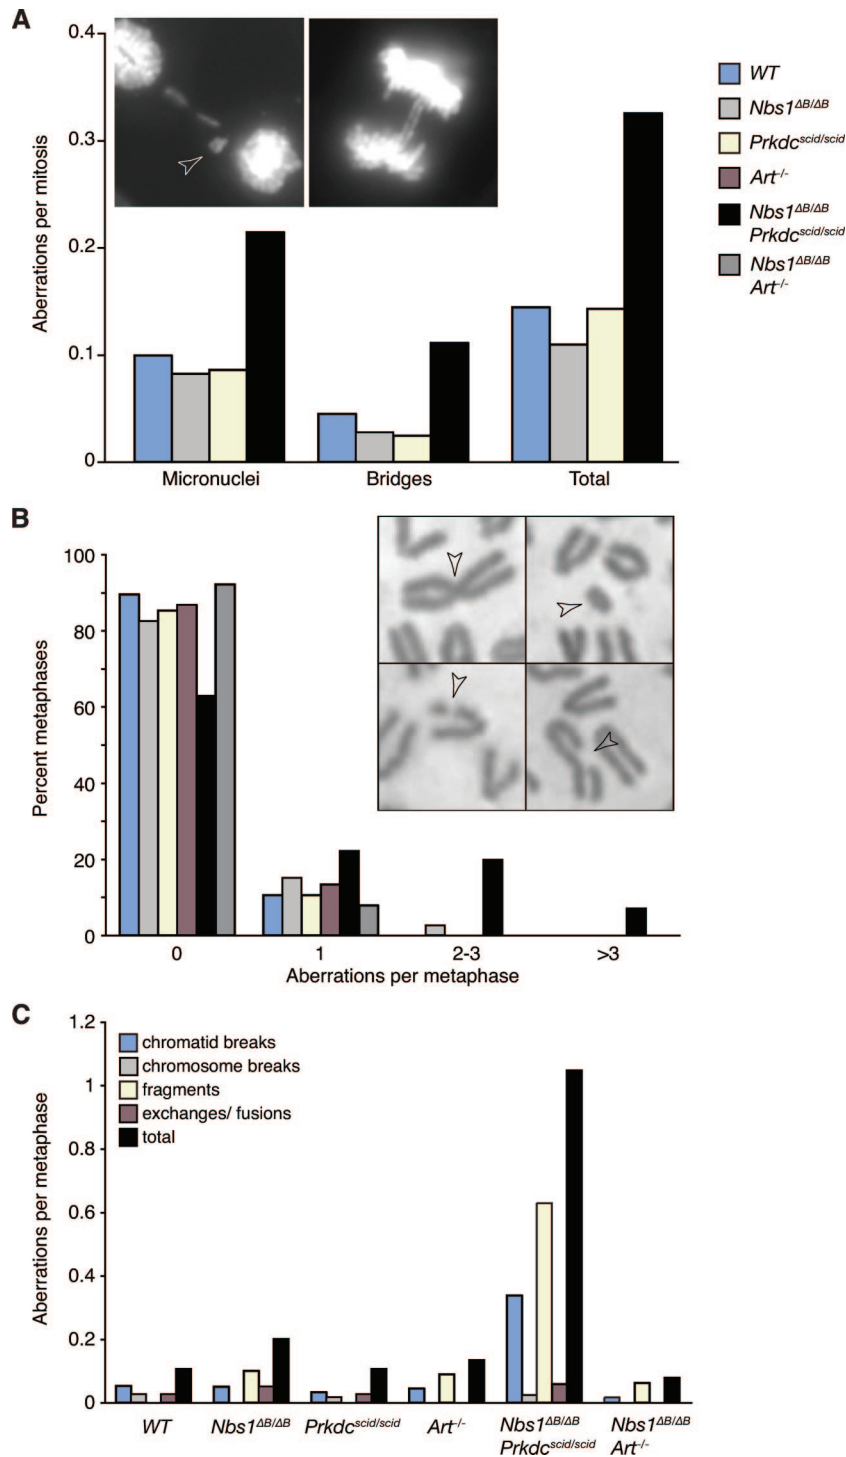 A
0.4
0.3
0.2
0.1
0
Aberrations per mitosis
Micronuclei
Bridges
Total
WT
Nbs1ΔB/ΔB
Prkdcscid/scid
Art-/-
Nbs1ΔB/ΔB
Prkdcscid/scid
Nbs1ΔB/ΔB
Art-/-
B
100
80
60
40
20
0
Percent metaphases
0
1
2-3
>3
Aberrations per metaphase
C
1.2
1
0.8
0.6
0.4
0.2
0
Aberrations per metaphase
chromatid breaks
chromosome breaks
fragments
exchanges/ fusions
total
WT
Nbs1ΔB/ΔB
Prkdcscid/scid
Art-/-
Nbs1ΔB/ΔB
Prkdcscid/scid
Nbs1ΔB/ΔB
Art-/-